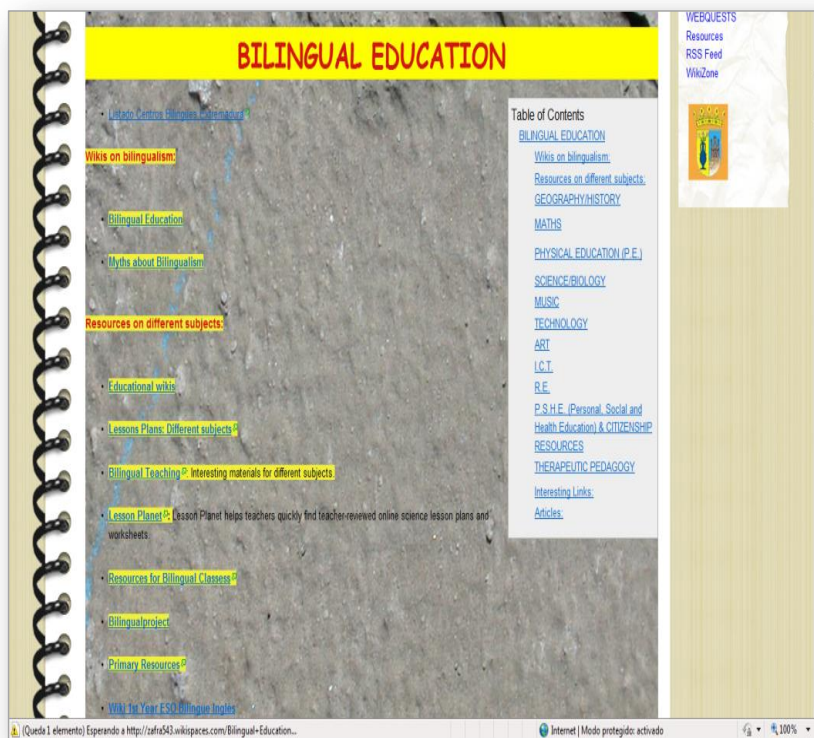 BILINGUAL EDUCATION
Listado Centros Bilingües Extremadura
Wikis on bilingualism:
Bilingual Education
Myths about Bilingualism
Resources on different subjects:
Educational wikis
Lessons Plans: Different subjects
Bilingual Teaching: Interesting materials for different subjects.
Lesson Planet: Lesson Planet helps teachers quickly find teacher-reviewed online science lesson plans and
worksheets.
Resources for Bilingual Classess
Bilingualproject
Primary Resources
Wiki 1st Year ESO Bilingue Ingles
Table of Contents
BILINGUAL EDUCATION
Wikis on bilingualism:
Resources on different subjects:
GEOGRAPHY/HISTORY
MATHS
PHYSICAL EDUCATION (P.E.)
SCIENCE/BIOLOGY
MUSIC
TECHNOLOGY
ART
I.C.T.
R.E.
P.S.H.E. (Personal, Social and
Health Education) & CITIZENSHIP
RESOURCES
THERAPEUTIC PEDAGOGY
Interesting Links:
Articles:
WEBQUESTS
Resources
RSS Feed
WikiZone
(Queda 1 elemento) Esperando a http://zafra543.wikispaces.com/Bilingual+Education...
Internet | Modo protegido: activado
100%